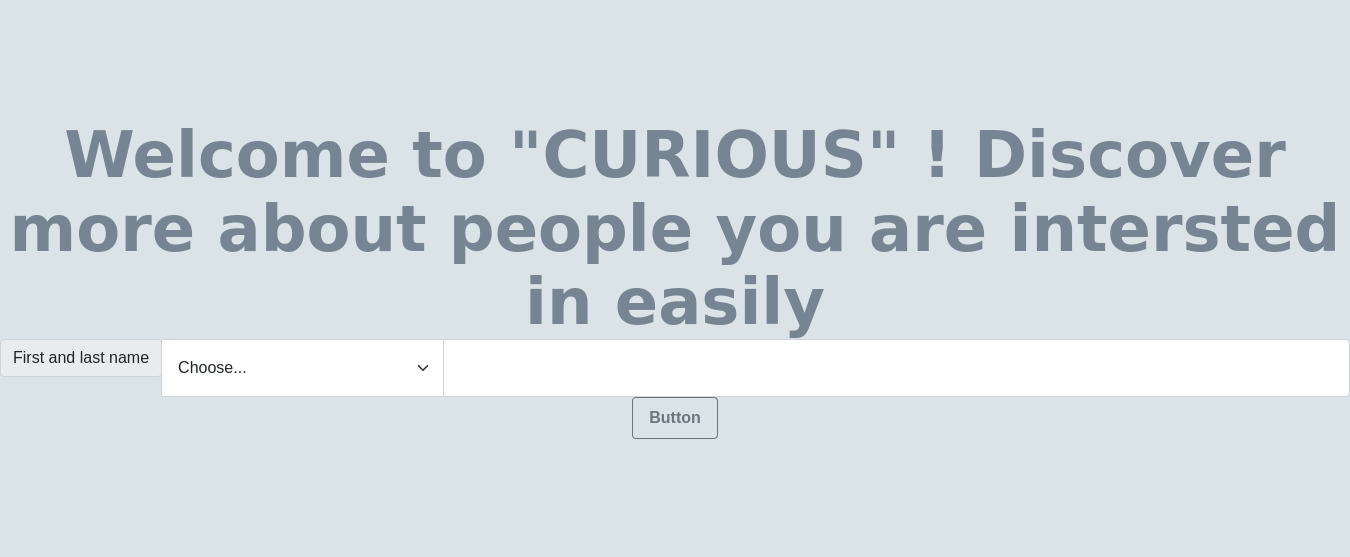 Welcome to "CURIOUS" ! Discover
more about people you are intersted
in easily
First and last name
Choose...
Button